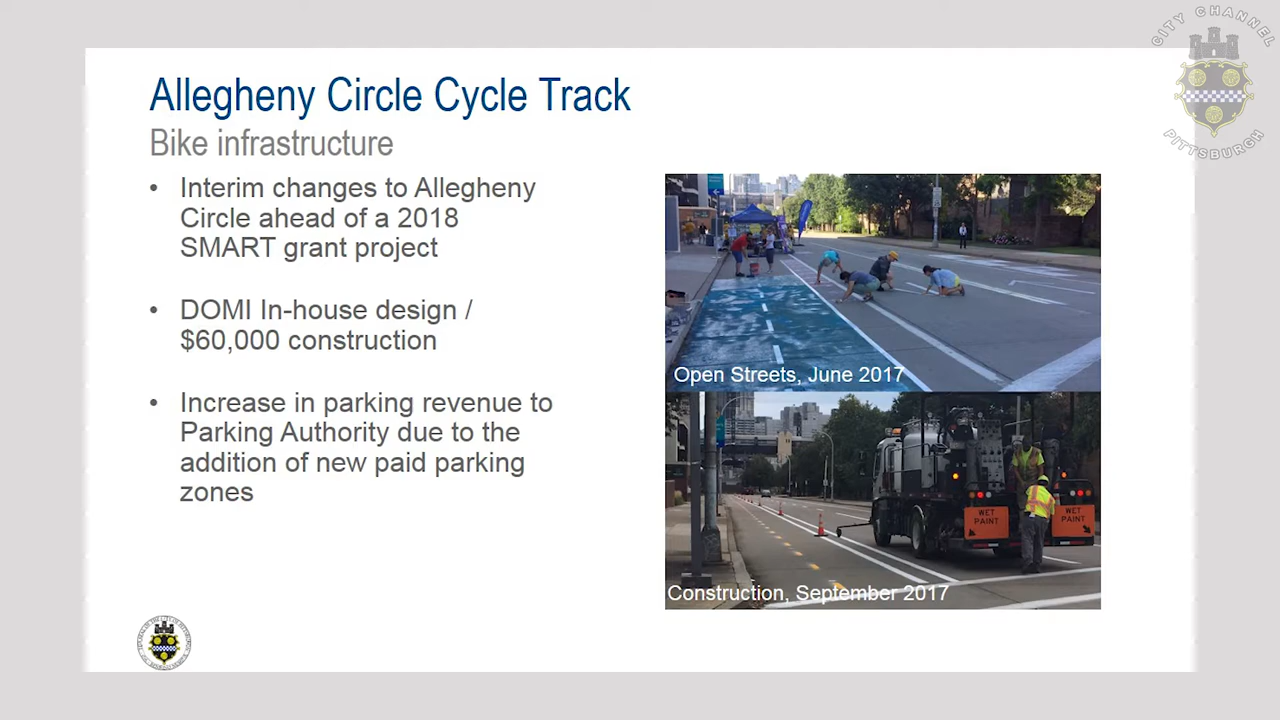 CITY CHANNEL
PITTSBURGH
Allegheny Circle Cycle Track
Bike infrastructure
• Interim changes to Allegheny
Circle ahead of a 2018
SMART grant project
• DOMI In-house design /
$60,000 construction
• Increase in parking revenue to
Parking Authority due to the
addition of new paid parking
zones
Open Streets, June 2017
WET
PAINT
WET
PAINT
Construction, September 2017